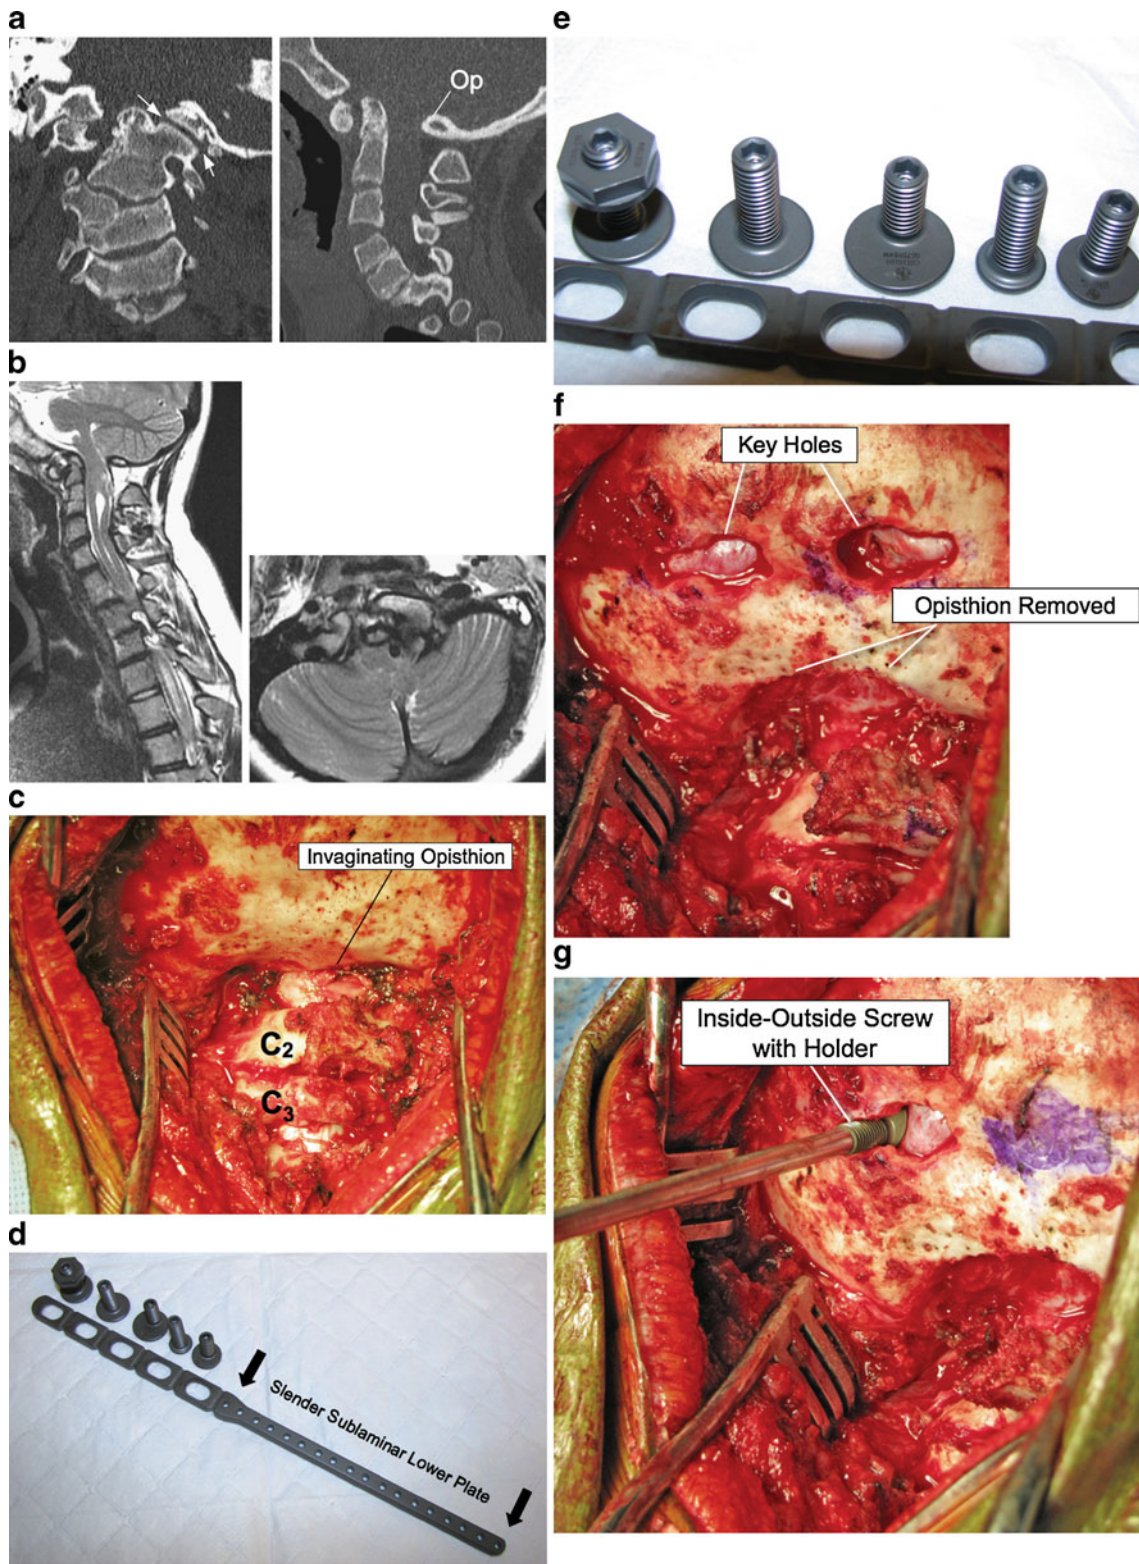 a
Op
b
c
Invaginating Opisthion
C2
C3
d
Slender Sublaminar Lower Plate
e
f
Key Holes
Opisthion Removed
g
Inside-Outside Screw
with Holder